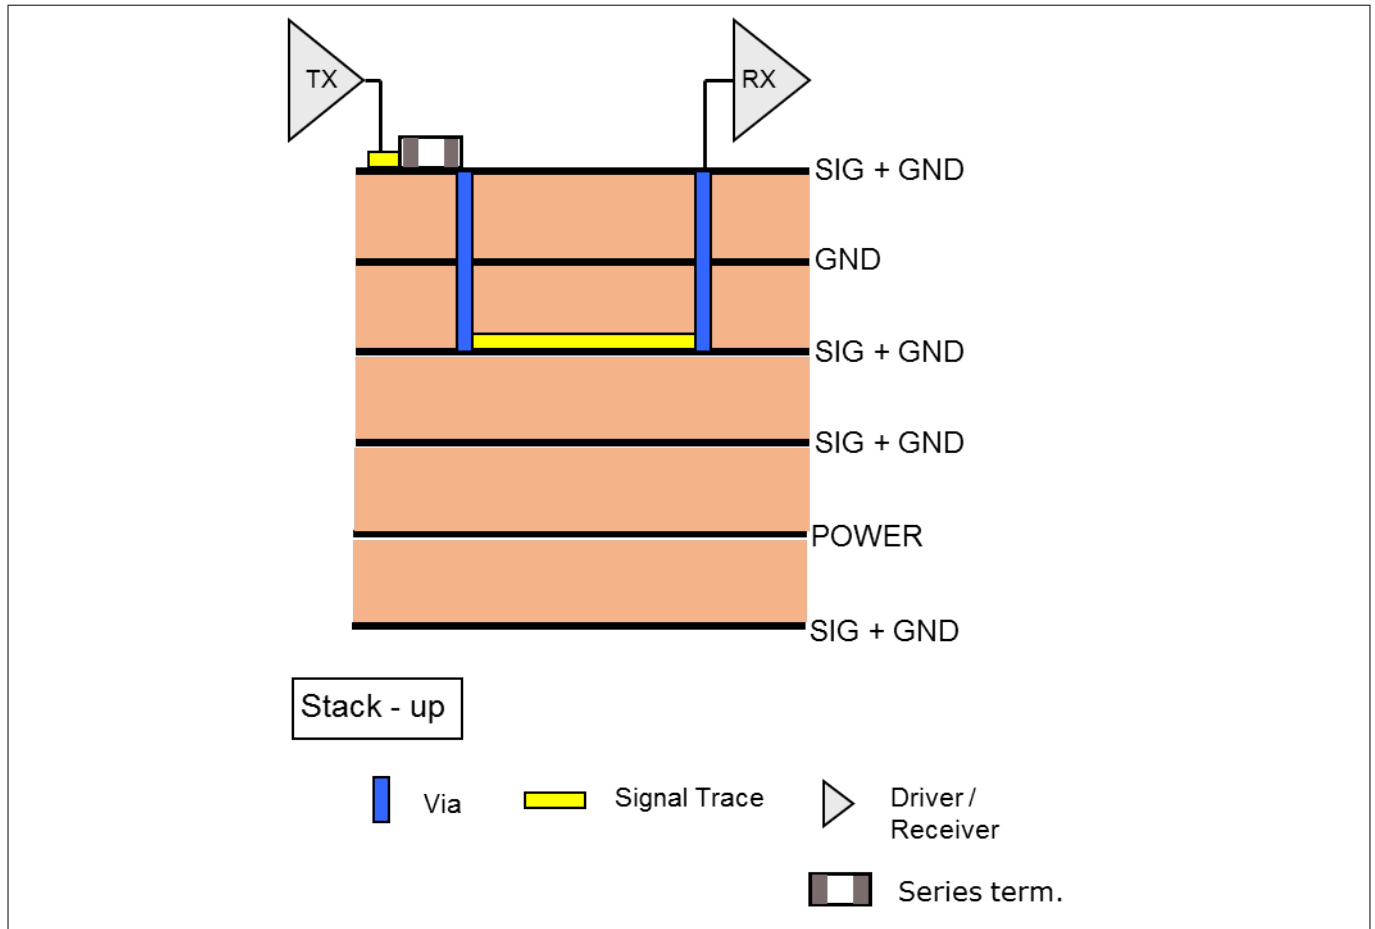 TX
RX
SIG + GND
GND
SIG + GND
SIG + GND
POWER
SIG + GND
Stack - up
Via
Signal Trace
Driver /
Receiver
Series term.